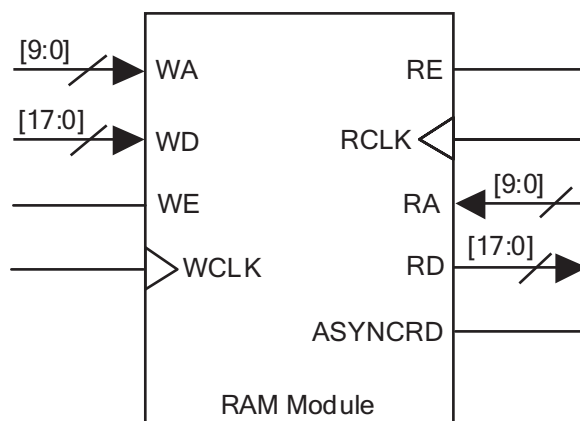 [9:0]
WA
RE
[17:0]
WD
RCLK
WE
RA
[9:0]
WCLK
RD
[17:0]
ASYNCRD
RAM Module